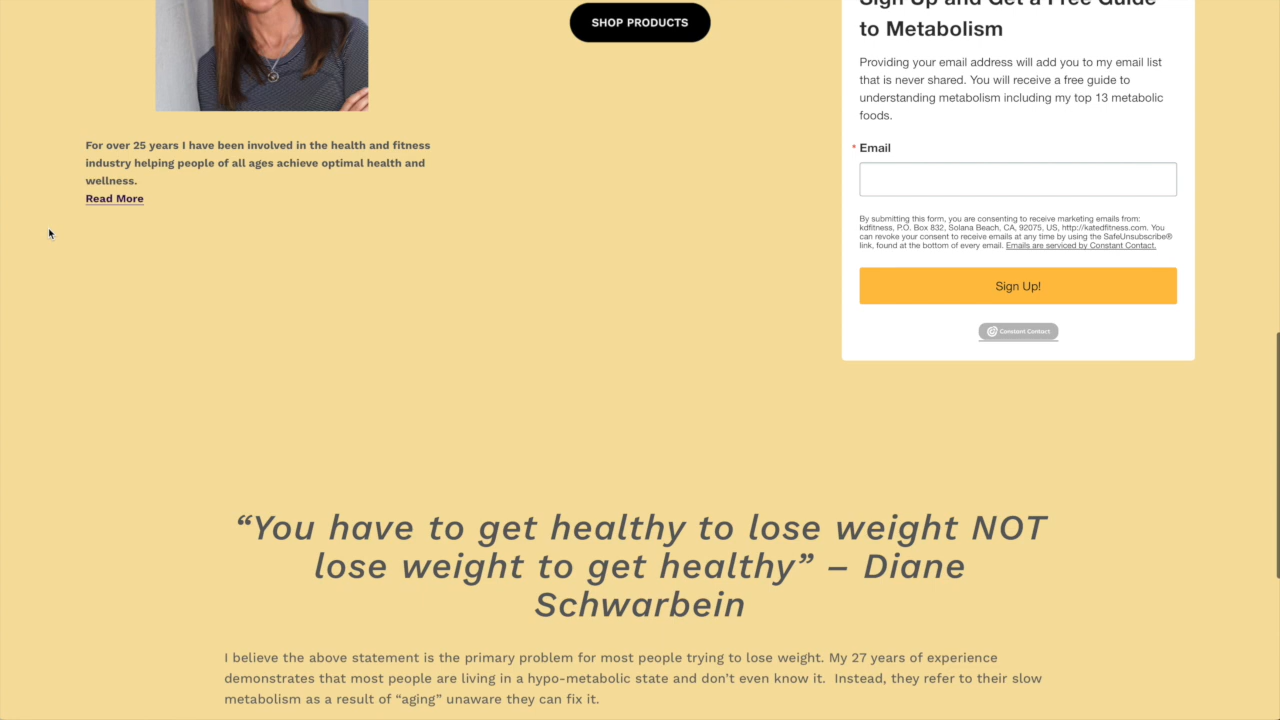 SHOP PRODUCTS
Sign Up and Get a Free Guide
to Metabolism
Providing your email address will add you to my email list
that is never shared. You will receive a free guide to
understanding metabolism including my top 13 metabolic
foods.
* Email
By submitting this form, you are consenting to receive marketing emails from:
kdfitness, P.O. Box 832, Solana Beach, CA, 92075, US, http://katedfitness.com. You
can revoke your consent to receive emails at any time by using the SafeUnsubscribe®
link, found at the bottom of every email. Emails are serviced by Constant Contact.
Sign Up!
Constant Contact
For over 25 years I have been involved in the health and fitness
industry helping people of all ages achieve optimal health and
wellness.
Read More
“You have to get healthy to lose weight NOT
lose weight to get healthy” – Diane
Schwarbein
I believe the above statement is the primary problem for most people trying to lose weight. My 27 years of experience
demonstrates that most people are living in a hypo-metabolic state and don’t even know it.  Instead, they refer to their slow
metabolism as a result of “aging” unaware they can fix it.